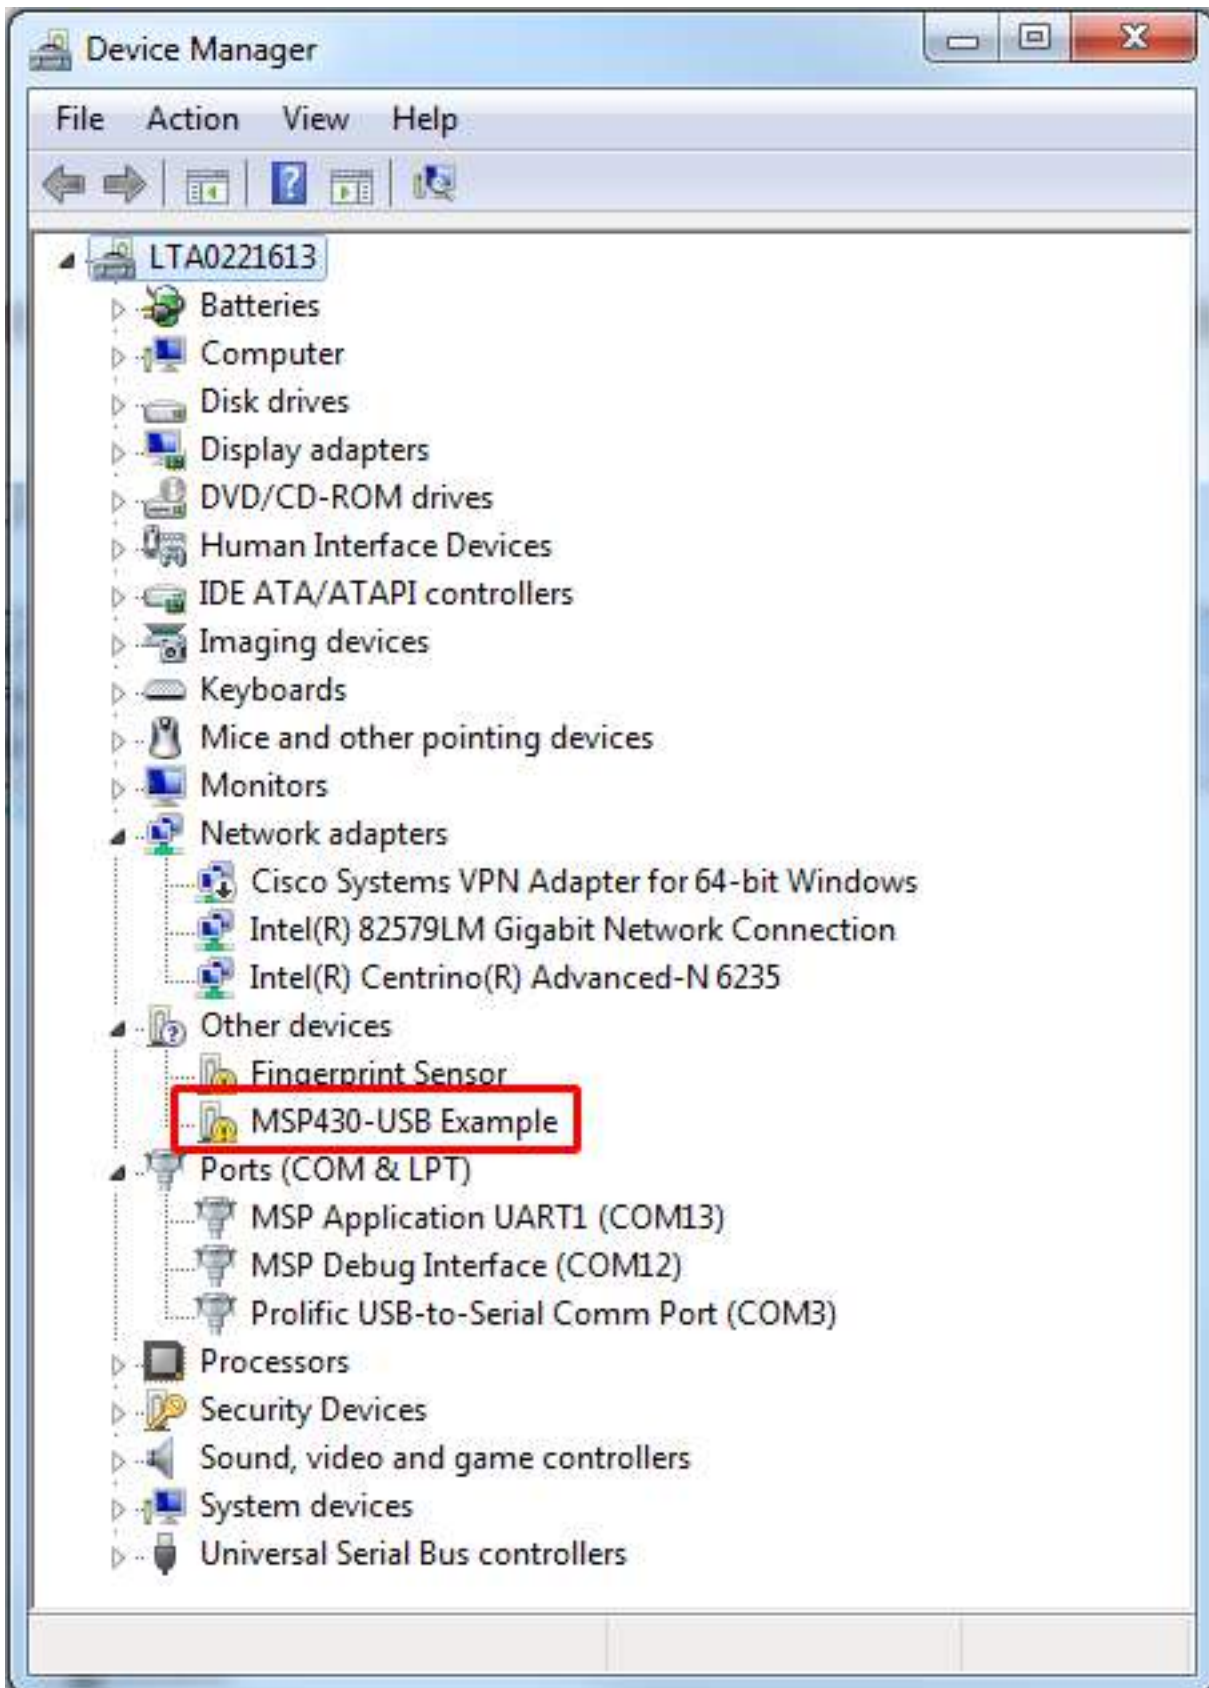 Device Manager
File Action View Help
LTA0221613
Batteries
Computer
Disk drives
Display adapters
DVD/CD-ROM drives
Human Interface Devices
IDE ATA/ATAPI controllers
Imaging devices
Keyboards
Mice and other pointing devices
Monitors
Network adapters
Cisco Systems VPN Adapter for 64-bit Windows
Intel(R) 82579LM Gigabit Network Connection
Intel(R) Centrino(R) Advanced-N 6235
Other devices
Fingerprint Sensor
MSP430-USB Example
Ports (COM & LPT)
MSP Application UART1 (COM13)
MSP Debug Interface (COM12)
Prolific USB-to-Serial Comm Port (COM3)
Processors
Security Devices
Sound, video and game controllers
System devices
Universal Serial Bus controllers